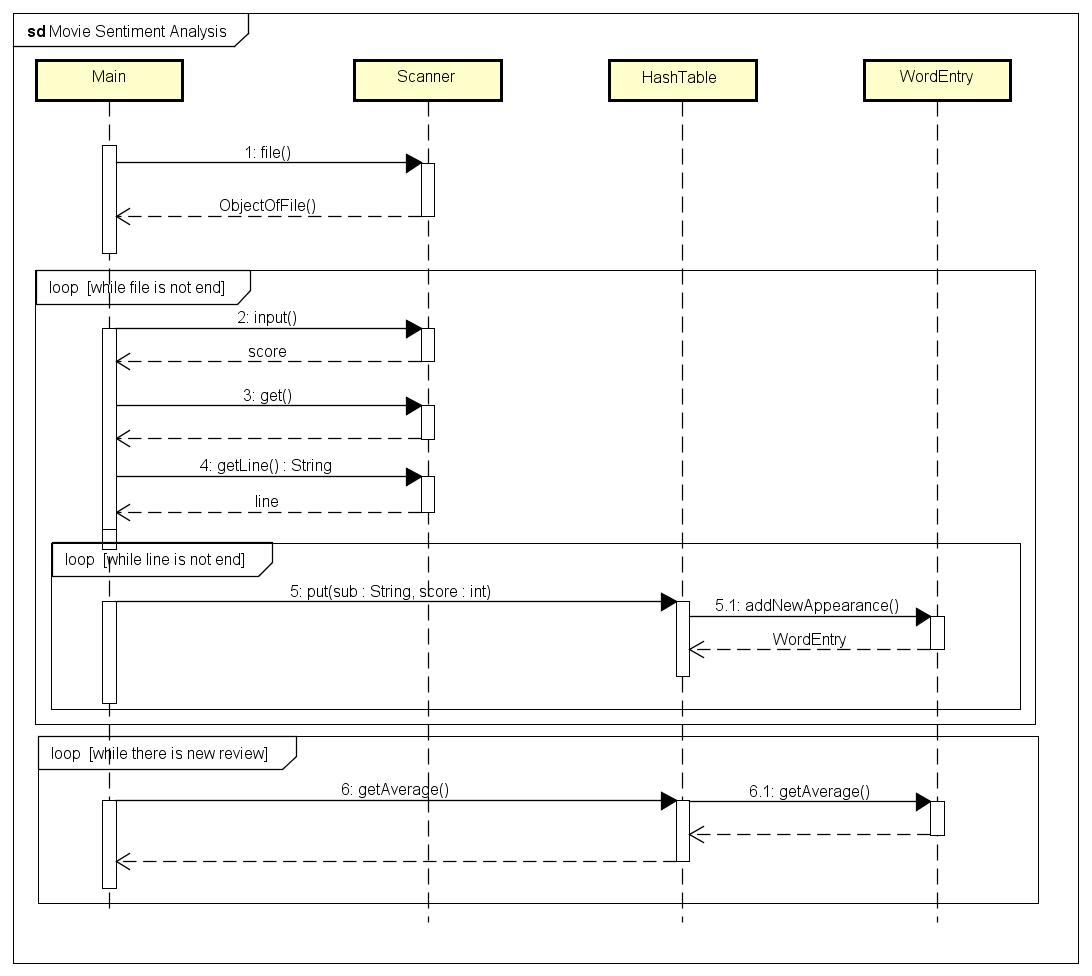 sd Movie Sentiment Analysis
Main
Scanner
HashTable
WordEntry
1: file()
ObjectOfFile()
loop [while file is not end]
2: input()
score
3: get()
4: getLine() : String
line
loop [while line is not end]
5: put(sub : String, score : int)
5.1: addNewAppearance()
WordEntry
loop [while there is new review]
6: getAverage()
6.1: getAverage()